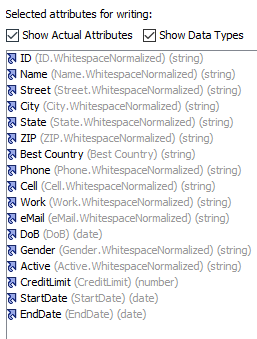 Selected attributes for writing:
Show Actual Attributes Show Data Types
ID (ID.WhitespaceNormalized) (string)
Name (Name.WhitespaceNormalized) (string)
Street (Street.WhitespaceNormalized) (string)
City (City.WhitespaceNormalized) (string)
State (State.WhitespaceNormalized) (string)
ZIP (ZIP.WhitespaceNormalized) (string)
Best Country (Best Country) (string)
Phone (Phone.WhitespaceNormalized) (string)
Cell (Cell.WhitespaceNormalized) (string)
Work (Work.WhitespaceNormalized) (string)
eMail (eMail.WhitespaceNormalized) (string)
DoB (DoB) (date)
Gender (Gender.WhitespaceNormalized) (string)
Active (Active.WhitespaceNormalized) (string)
CreditLimit (CreditLimit) (number)
StartDate (StartDate) (date)
EndDate (EndDate) (date)